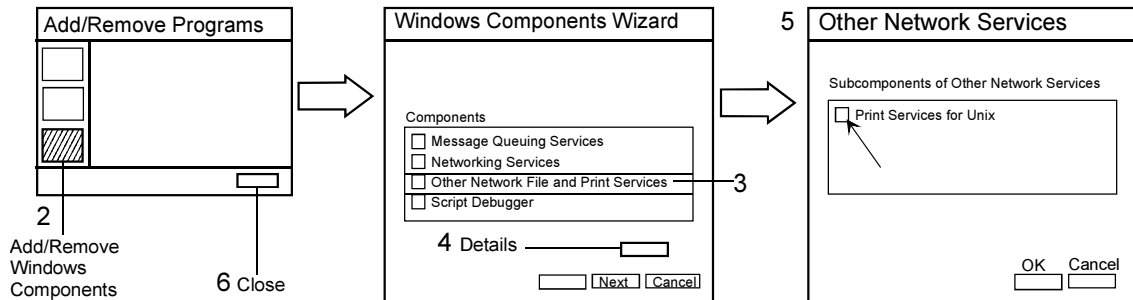 Add/Remove Programs
2
Add/Remove
Windows
Components
6 Close
Windows Components Wizard
Components
Message Queuing Services
Networking Services
Other Network File and Print Services
3
Script Debugger
4 Details
Next Cancel
5 Other Network Services
Subcomponents of Other Network Services
Print Services for Unix
OK Cancel